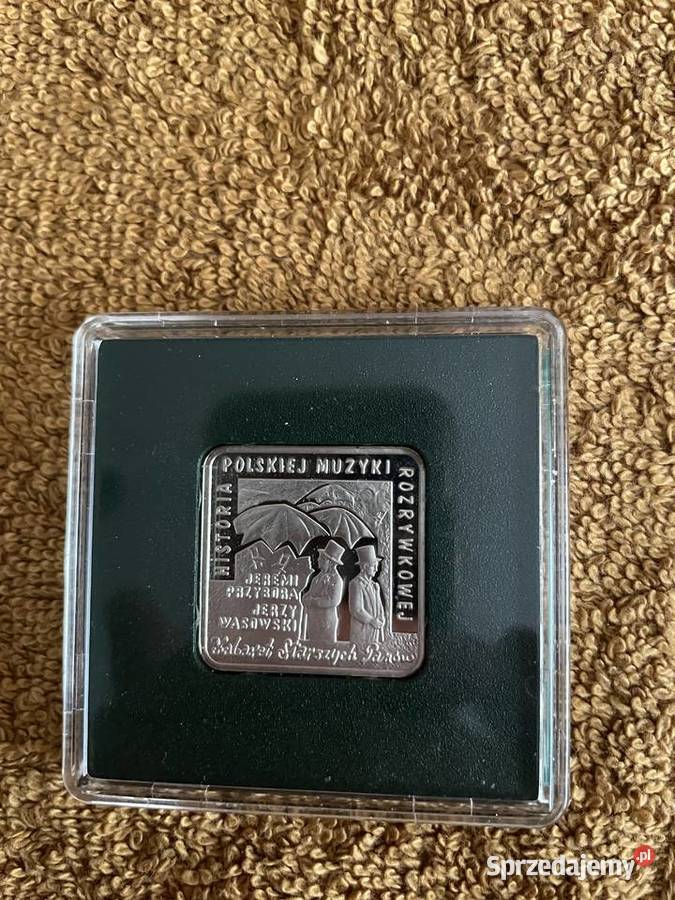 HISTORIA
POLSKIEJ MUZYKI
ROZRYWKOWEJ
JEREMI
PRZYBORA
JERZY
WASOWSKI
Kabaret Starszych Panów
Sprzedajemy.pl